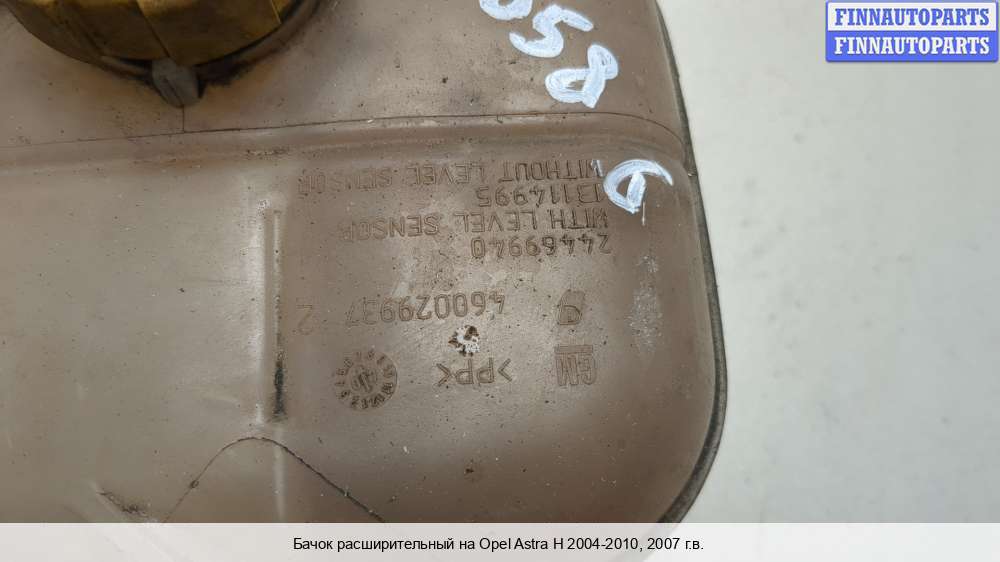 FINNAUTOPARTS
FINNAUTOPARTS
GM >PP<
460029937 2
24469940
WITH LEVEL SENSOR
13114995
WITHOUT LEVEL SENSOR
Бачок расширительный на Opel Astra H 2004-2010, 2007 г.в.